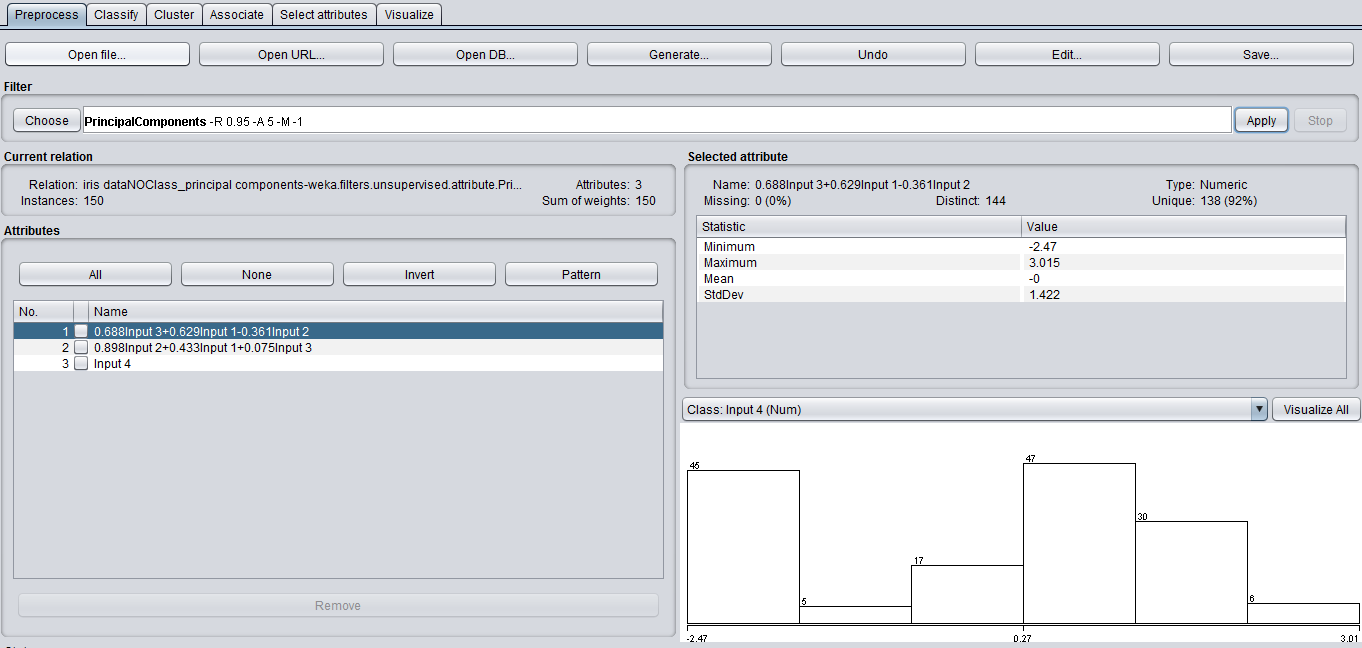 Preprocess Classify Cluster Associate Select attributes Visualize
Open file... Open URL... Open DB... Generate... Undo Edit... Save...
Filter
Choose PrincipalComponents -R 0.95 -A 5 -M -1 Apply Stop
Current relation
Relation: iris dataNOClass_principal components-weka.filters.unsupervised.attribute.Pri... Attributes: 3
Instances: 150 Sum of weights: 150
Attributes
All None Invert Pattern
No. Name
1 0.688Input 3+0.629Input 1-0.361Input 2
2 0.898Input 2+0.433Input 1+0.075Input 3
3 Input 4
Remove
Selected attribute
Name: 0.688Input 3+0.629Input 1-0.361Input 2 Type: Numeric
Missing: 0 (0%) Distinct: 144 Unique: 138 (92%)
Statistic Value
Minimum -2.47
Maximum 3.015
Mean -0
StdDev 1.422
Class: Input 4 (Num) Visualize All
45 5 17 47 30 6
-2.47 0.27 3.01